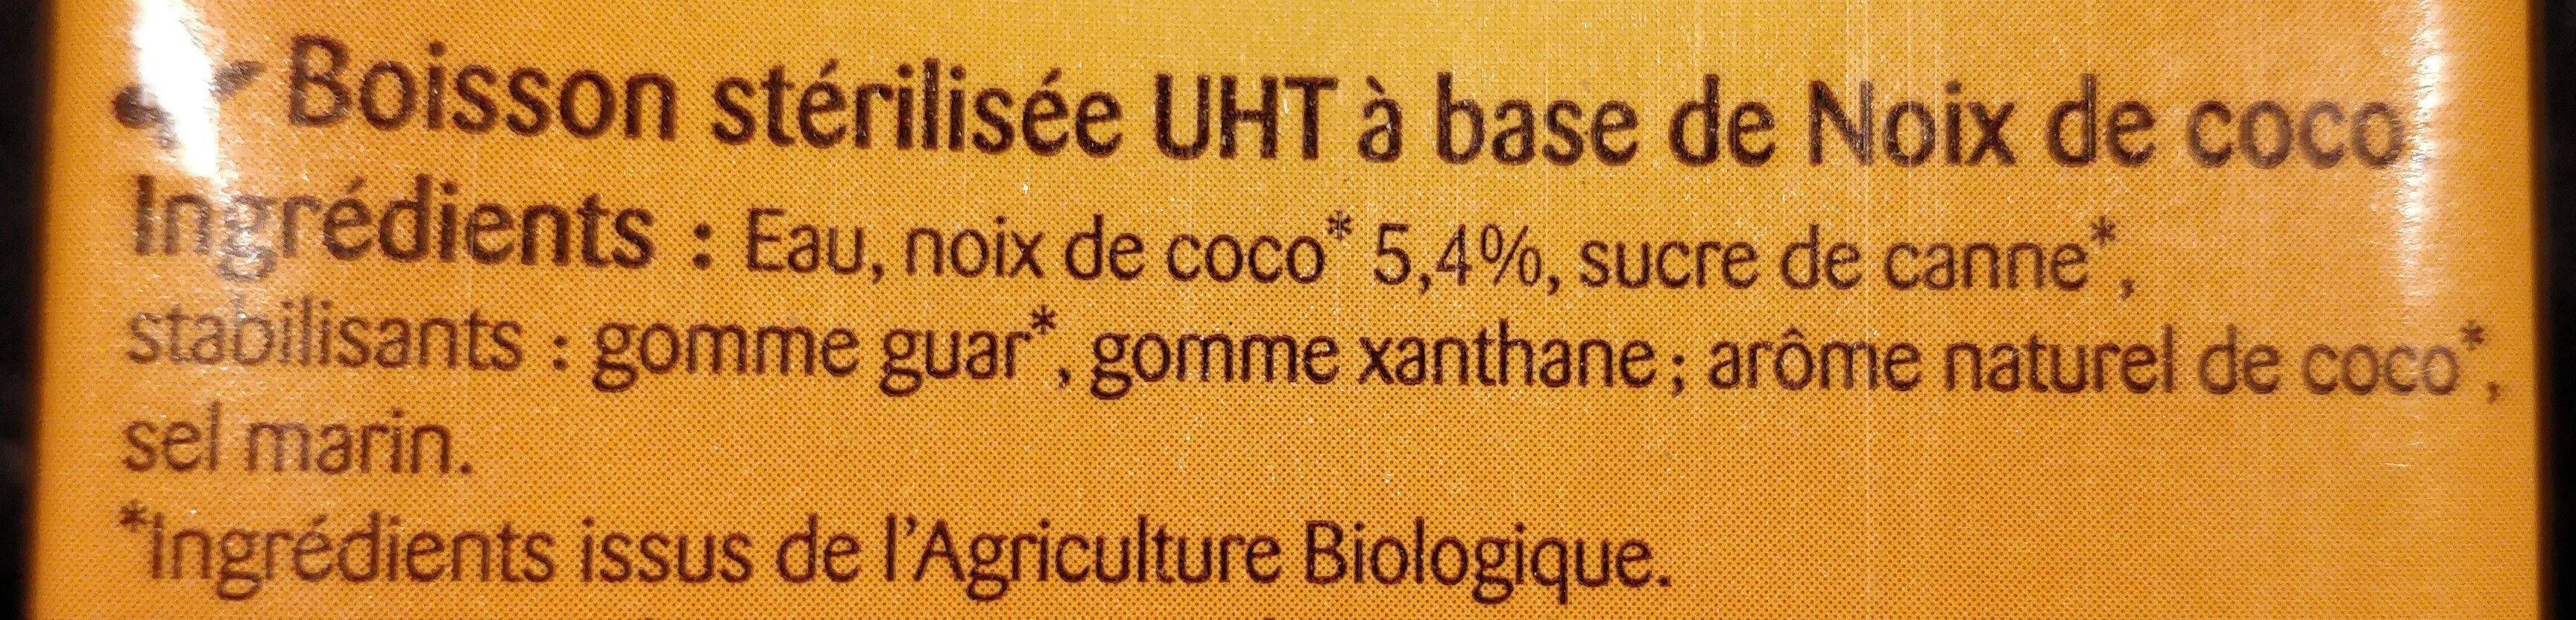 Boisson stérilisée UHT à base de Noix de coco
Ingrédients : Eau, noix de coco* 5,4%, sucre de canne*,
stabilisants : gomme guar*, gomme xanthane; arôme naturel de coco*,
sel marin.
*Ingrédients issus de l'Agriculture Biologique.